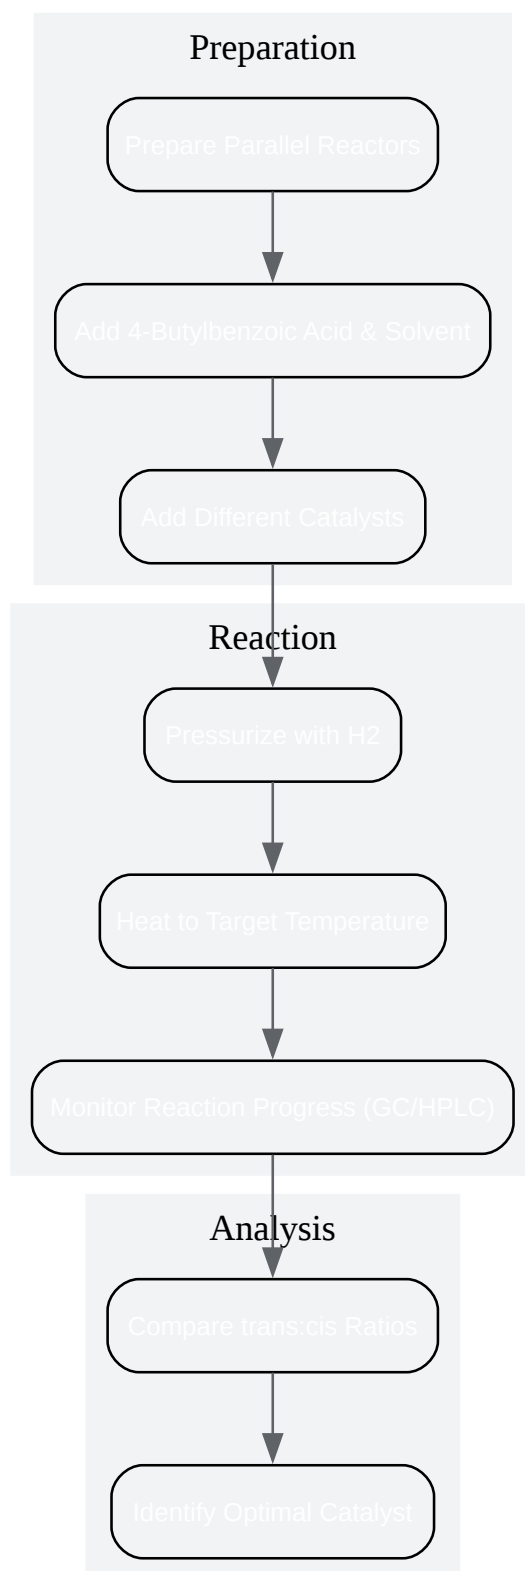 Preparation
Prepare Parallel Reactors
Add 4-Butylbenzoic Acid & Solvent
Add Different Catalysts
Reaction
Pressurize with H2
Heat to Target Temperature
Monitor Reaction Progress (GC/HPLC)
Analysis
Compare trans:cis Ratios
Identify Optimal Catalyst